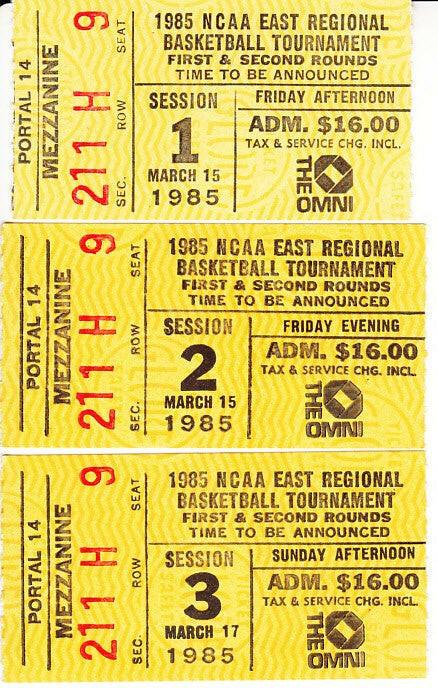 PORTAL 14
MEZZANINE
211 H 9
SEC. ROW SEAT
1985 NCAA EAST REGIONAL
BASKETBALL TOURNAMENT
FIRST & SECOND ROUNDS
TIME TO BE ANNOUNCED
SESSION
1
MARCH 15
1985
FRIDAY AFTERNOON
ADM. $16.00
TAX & SERVICE CHG. INCL.
THE OMNI
PORTAL 14
MEZZANINE
211 H 9
SEC. ROW SEAT
1985 NCAA EAST REGIONAL
BASKETBALL TOURNAMENT
FIRST & SECOND ROUNDS
TIME TO BE ANNOUNCED
SESSION
2
MARCH 15
1985
FRIDAY EVENING
ADM. $16.00
TAX & SERVICE CHG. INCL.
THE OMNI
PORTAL 14
MEZZANINE
211 H 9
SEC. ROW SEAT
1985 NCAA EAST REGIONAL
BASKETBALL TOURNAMENT
FIRST & SECOND ROUNDS
TIME TO BE ANNOUNCED
SESSION
3
MARCH 17
1985
SUNDAY AFTERNOON
ADM. $16.00
TAX & SERVICE CHG. INCL.
THE OMNI